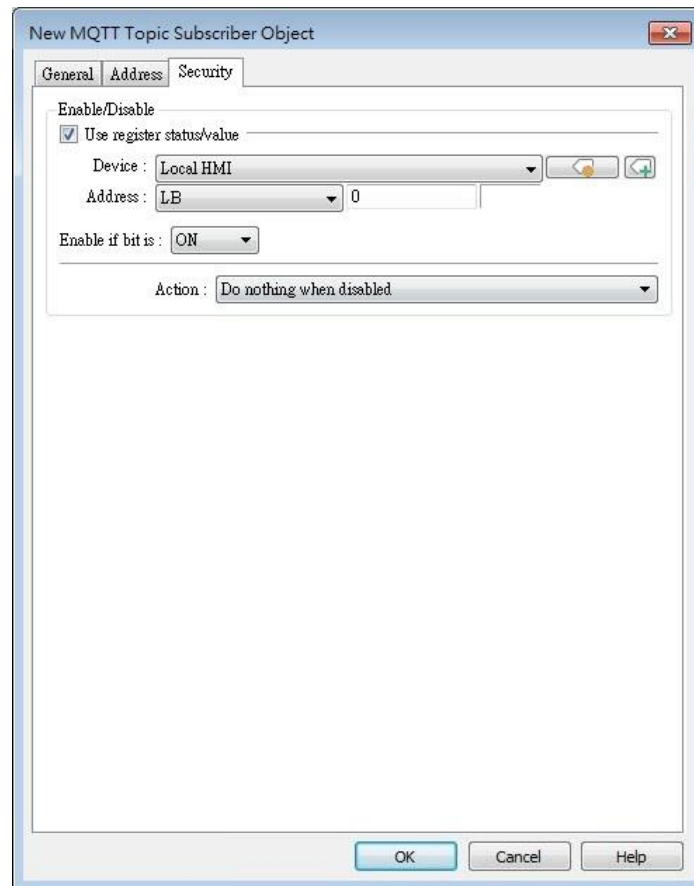 New MQTT Topic Subscriber Object
General Address Security
Enable/Disable
Use register status/value
Device : Local HMI
Address : LB 0
Enable if bit is : ON
Action : Do nothing when disabled
OK Cancel Help